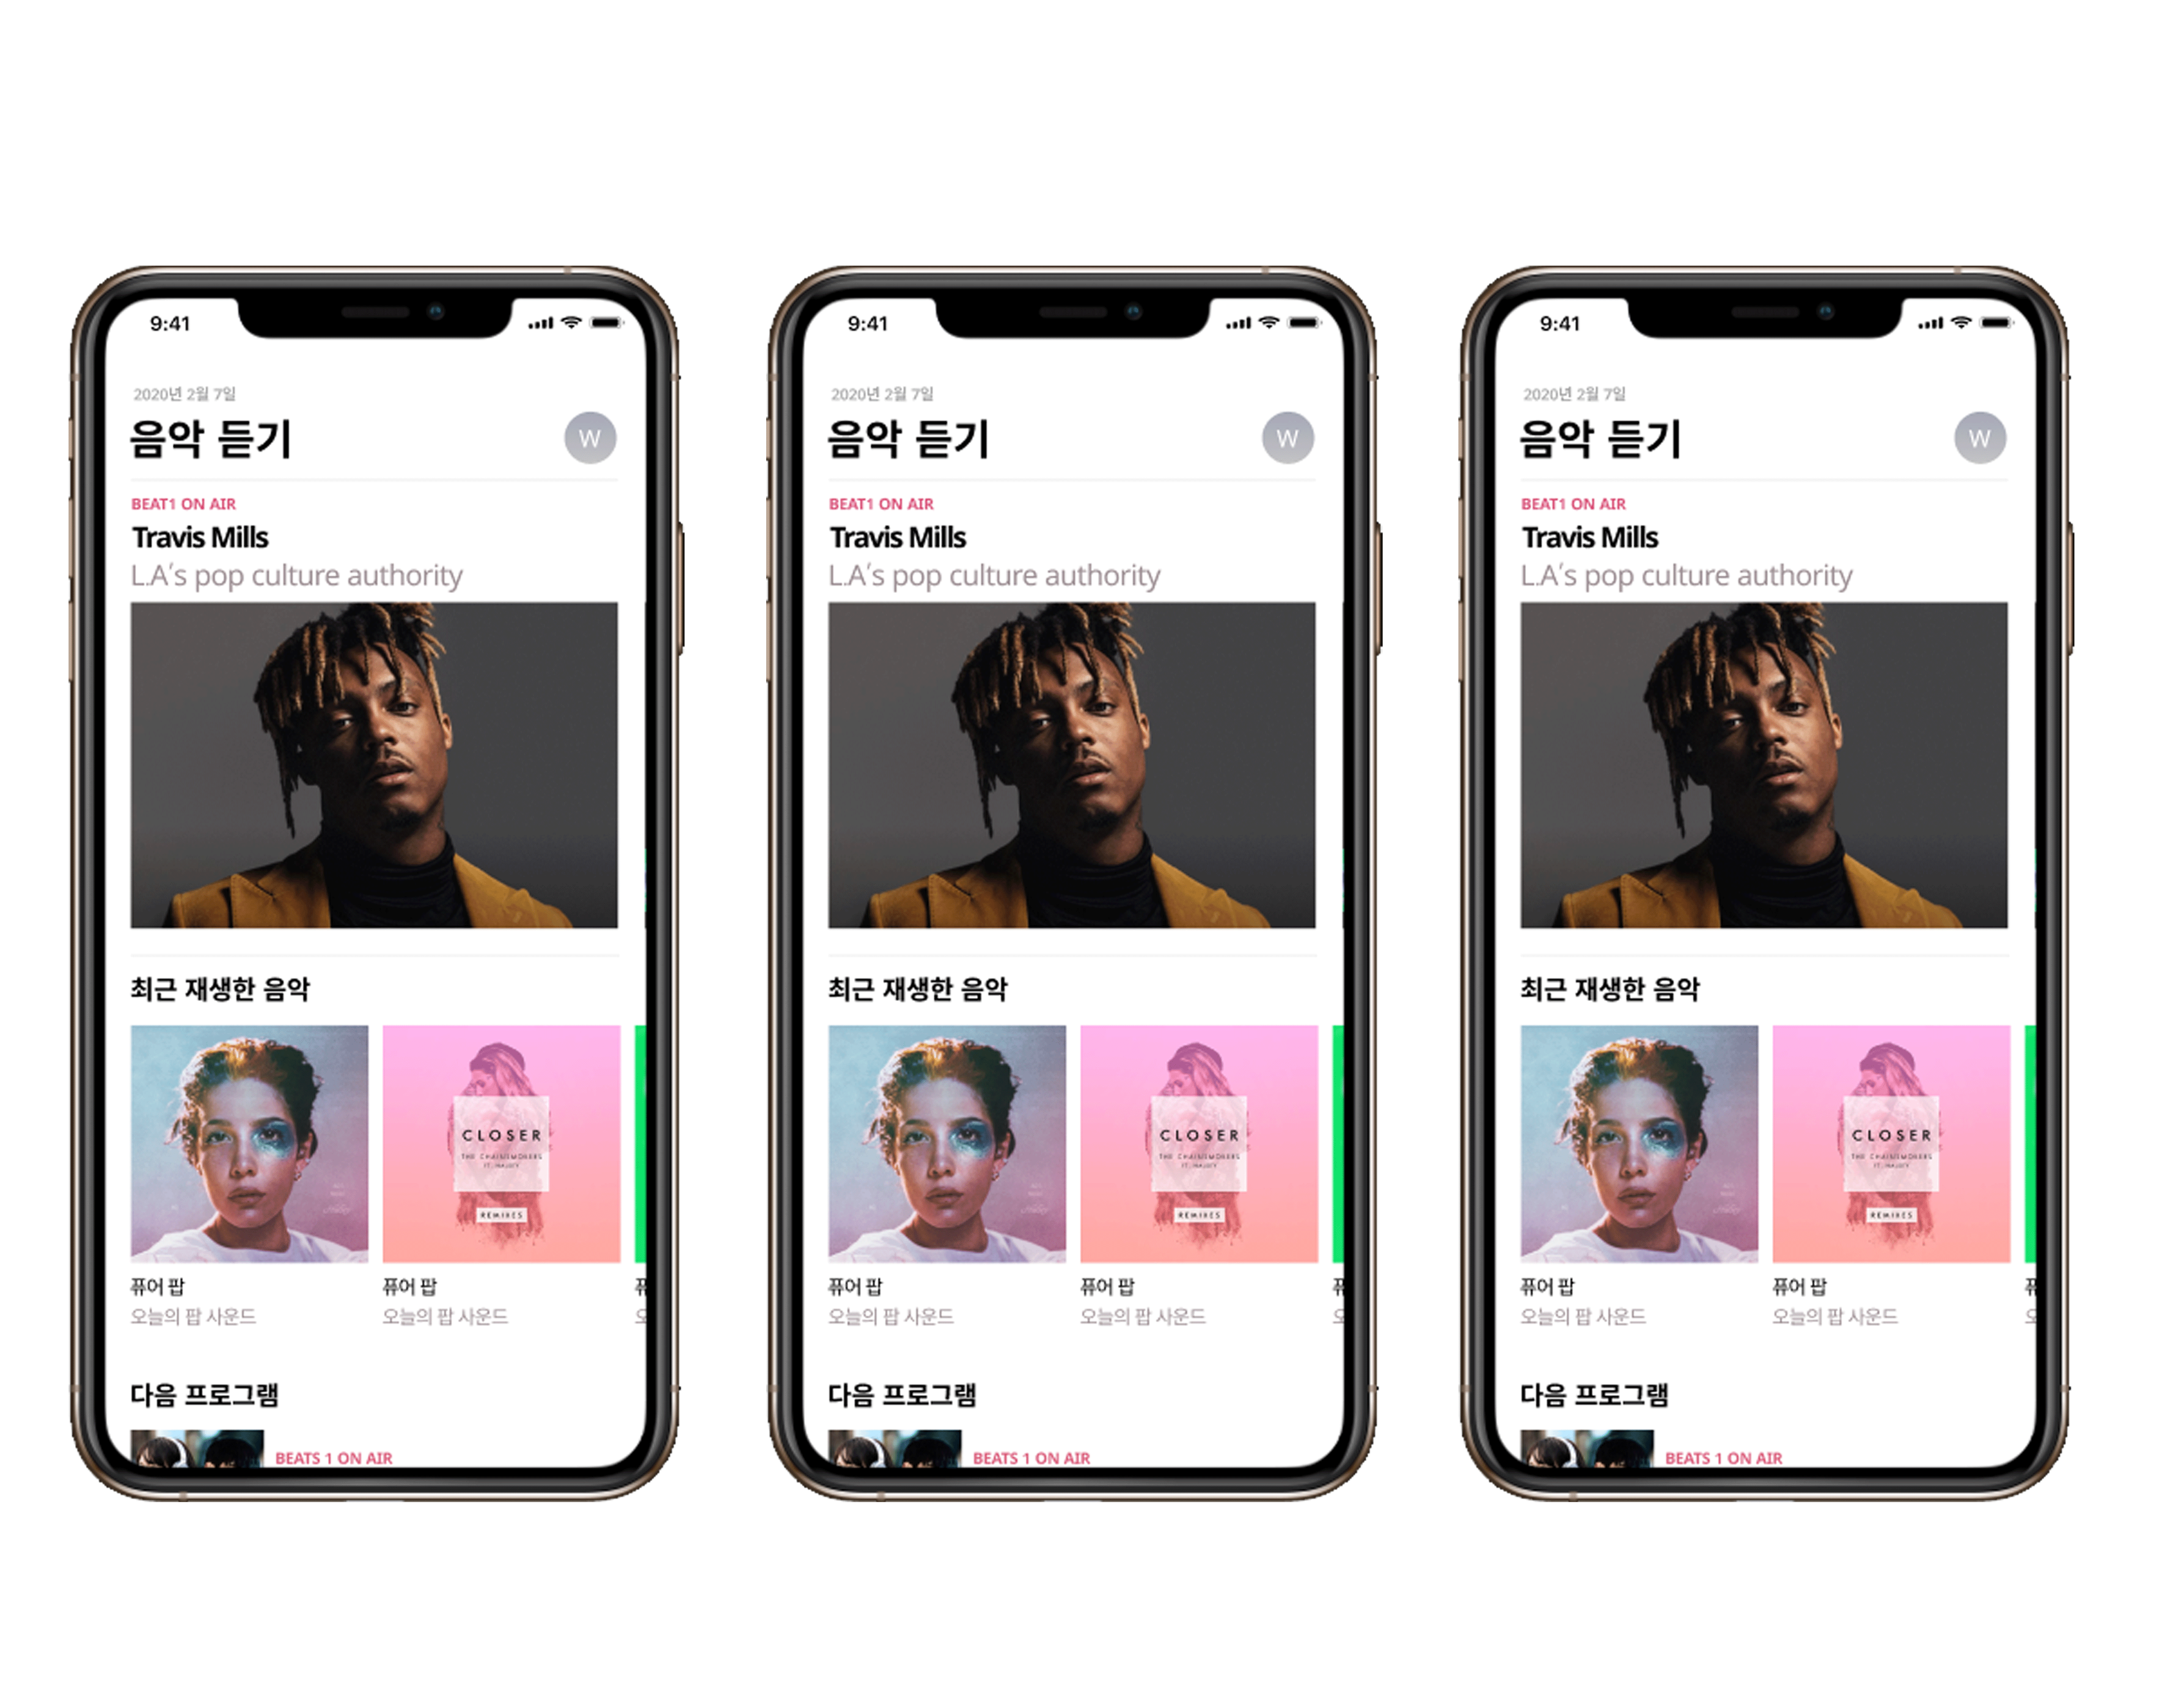 9:41
2020년 2월 7일
음악 듣기
W
BEAT1 ON AIR
Travis Mills
L.A's pop culture authority
최근 재생한 음악
CLOSER
THE CHAINSMOKERS
FT. HALSEY
REMIXES
퓨어 팝
오늘의 팝 사운드
퓨어 팝
오늘의 팝 사운드
다음 프로그램
BEATS 1 ON AIR
9:41
2020년 2월 7일
음악 듣기
W
BEAT1 ON AIR
Travis Mills
L.A's pop culture authority
최근 재생한 음악
CLOSER
THE CHAINSMOKERS
FT. HALSEY
REMIXES
퓨어 팝
오늘의 팝 사운드
퓨어 팝
오늘의 팝 사운드
다음 프로그램
BEATS 1 ON AIR
9:41
2020년 2월 7일
음악 듣기
W
BEAT1 ON AIR
Travis Mills
L.A's pop culture authority
최근 재생한 음악
CLOSER
THE CHAINSMOKERS
FT. HALSEY
REMIXES
퓨어 팝
오늘의 팝 사운드
퓨어 팝
오늘의 팝 사운드
다음 프로그램
BEATS 1 ON AIR